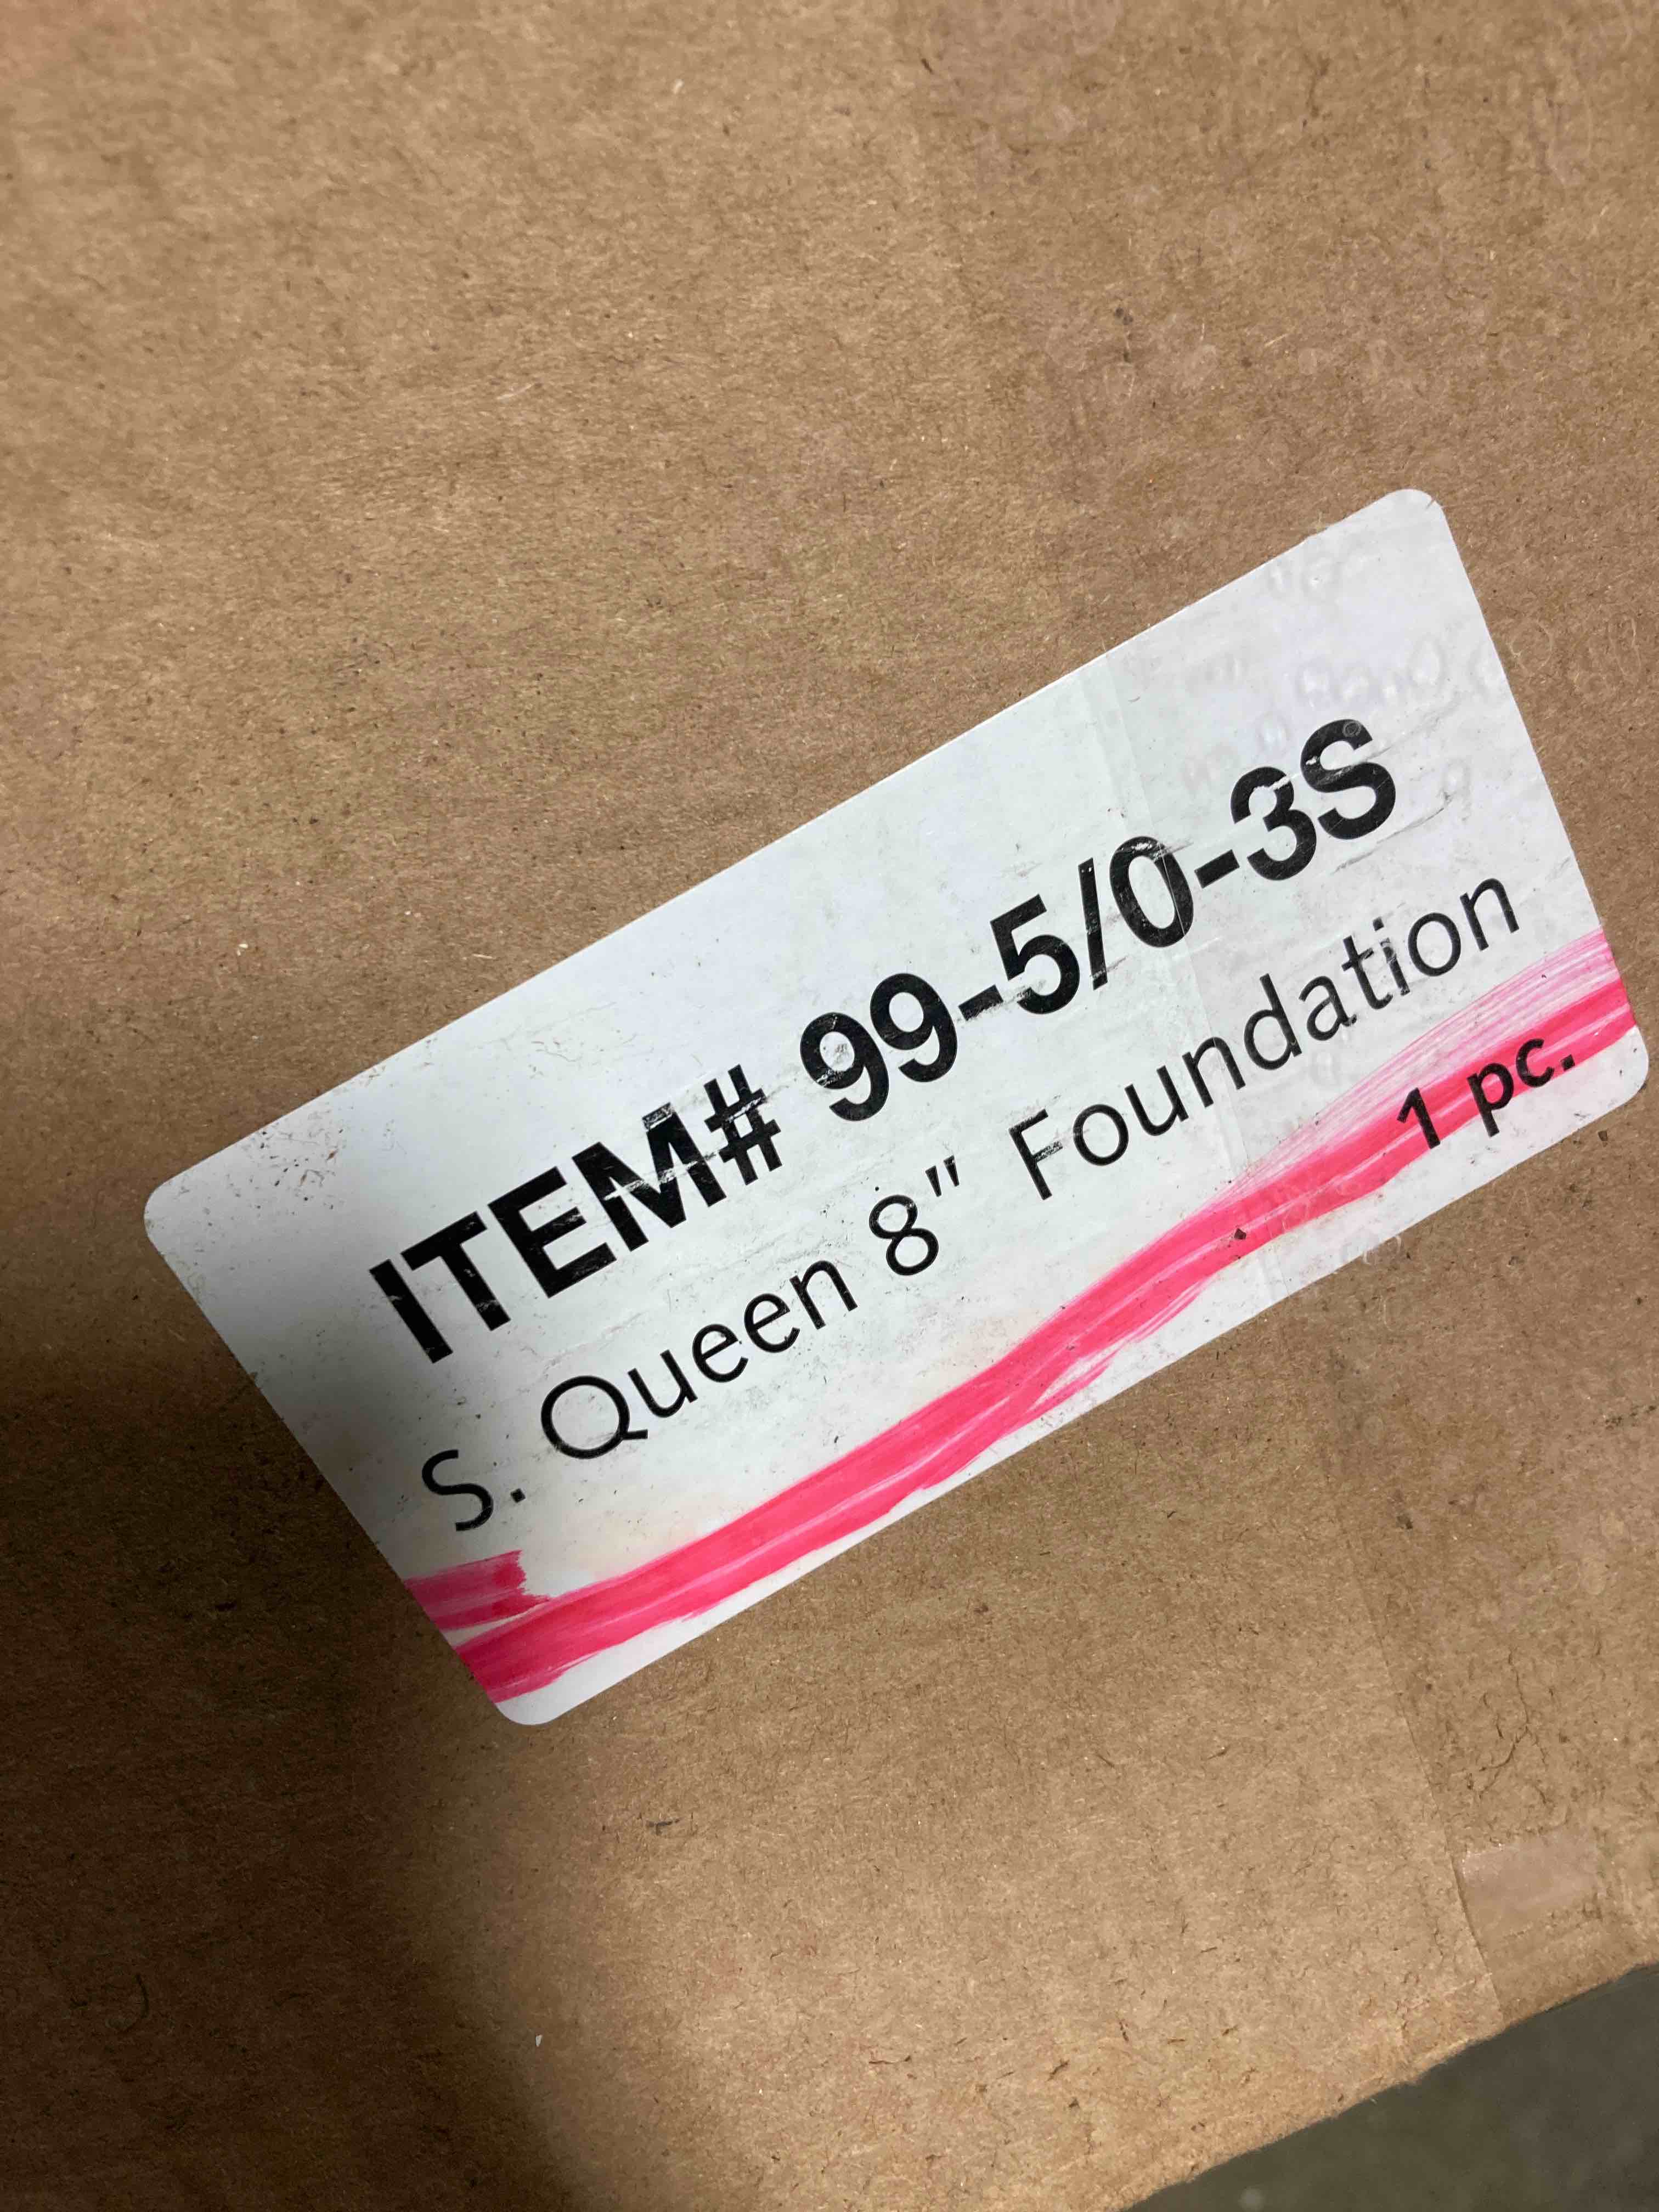 ITEM# 99-5/0-3S
S. Queen 8" Foundation
1 pc.